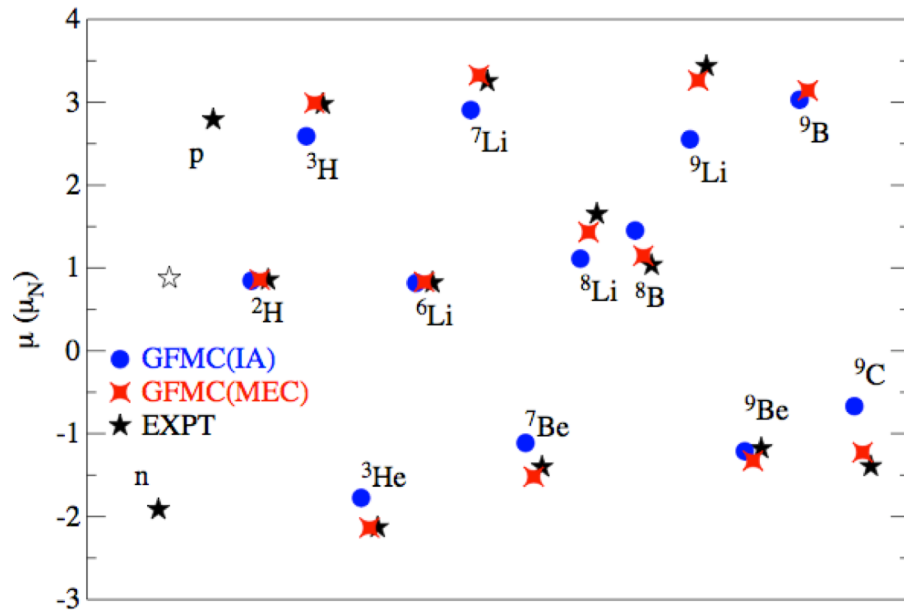 4
3
2
1
0
-1
-2
-3
μ (μ_N)
p
n
²H
³H
³He
⁶Li
⁷Li
⁷Be
⁸Li
⁸B
⁹Li
⁹Be
⁹B
⁹C
GFMC(IA)
GFMC(MEC)
EXPT